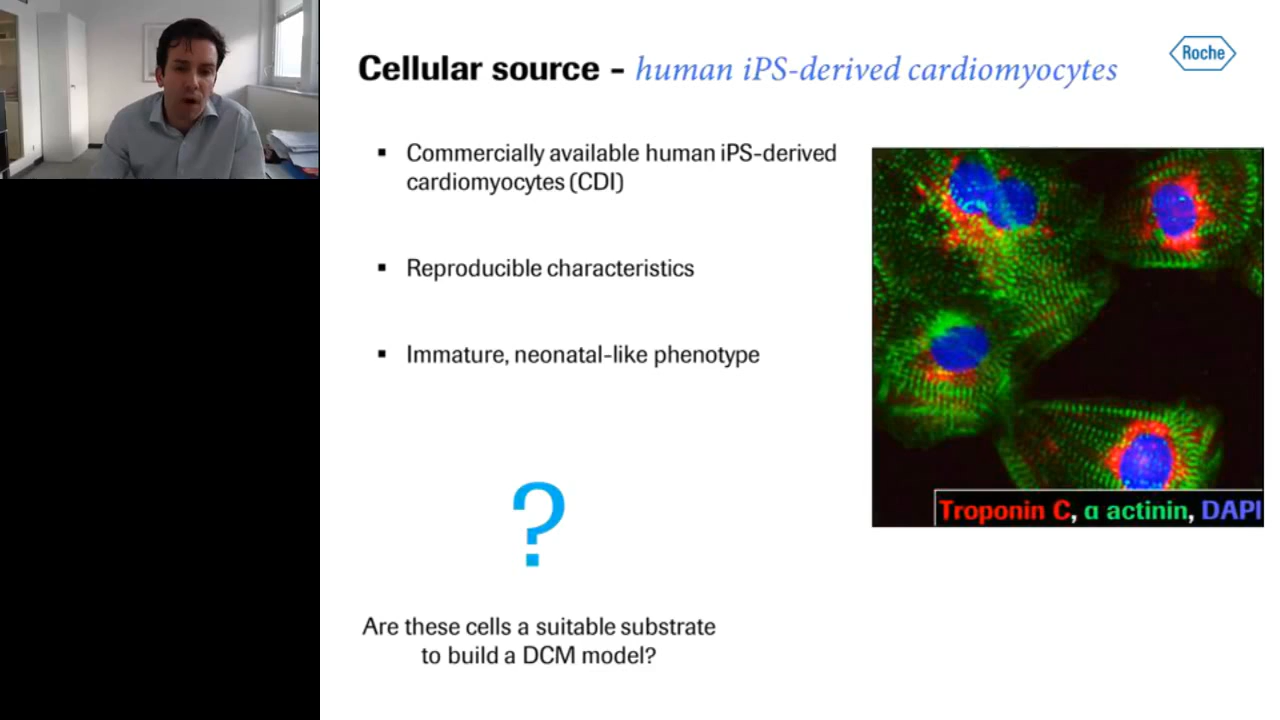 Cellular source - human iPS-derived cardiomyocytes
Roche
▪ Commercially available human iPS-derived
cardiomyocytes (CDI)
▪ Reproducible characteristics
▪ Immature, neonatal-like phenotype
?
Are these cells a suitable substrate
to build a DCM model?
Troponin C, α actinin, DAPI